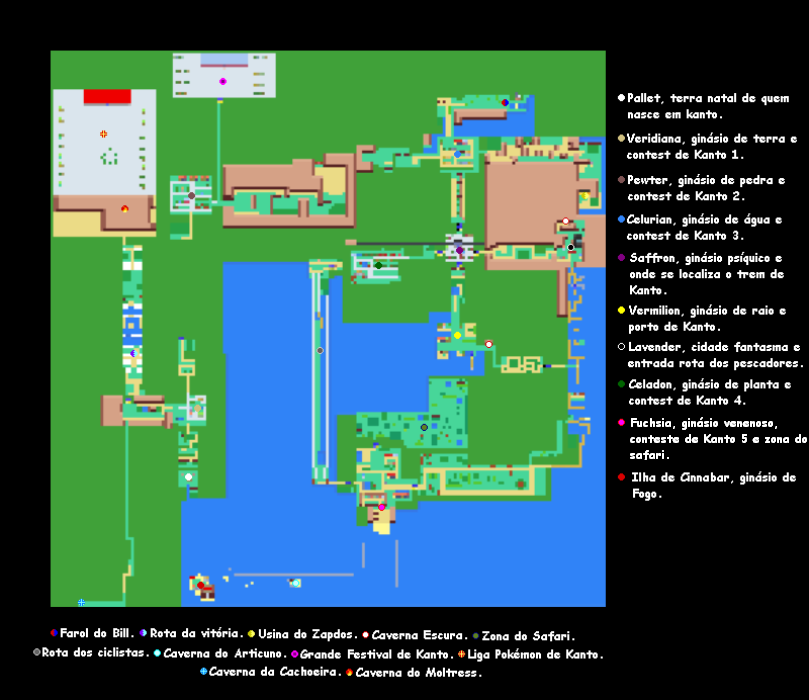 Pallet, terra natal de quem
nasce em kanto.
Veridiana, ginásio de terra e
contest de Kanto 1.
Pewter, ginásio de pedra e
contest de Kanto 2.
Celurian, ginásio de água e
contest de Kanto 3.
Saffron, ginásio psíquico e
onde se localiza o trem de
Kanto.
Vermilion, ginásio de raio e
porto de Kanto.
Lavender, cidade fantasma e
entrada rota dos pescadores.
Celadon, ginásio de planta e
contest de Kanto 4.
Fuchsia, ginásio venenoso,
conteste de Kanto 5 e zona do
safari.
Ilha de Cinnabar, ginásio de
Fogo.
Farol do Bill. Rota da vitória. Usina do Zapdos. Caverna Escura. Zona do Safari.
Rota dos ciclistas. Caverna do Articuno. Grande Festival de Kanto. Liga Pokémon de Kanto.
Caverna da Cachoeira. Caverna do Moltress.